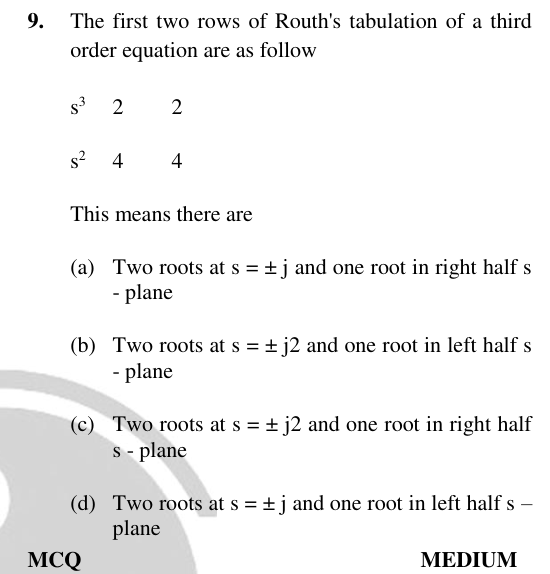 9. The first two rows of Routh's tabulation of a third
order equation are as follow
s³ 2 2
s² 4 4
This means there are
(a) Two roots at s = ± j and one root in right half s
- plane
(b) Two roots at s = ± j2 and one root in left half s
- plane
(c) Two roots at s = ± j2 and one root in right half
s - plane
(d) Two roots at s = ± j and one root in left half s –
plane
MCQ MEDIUM